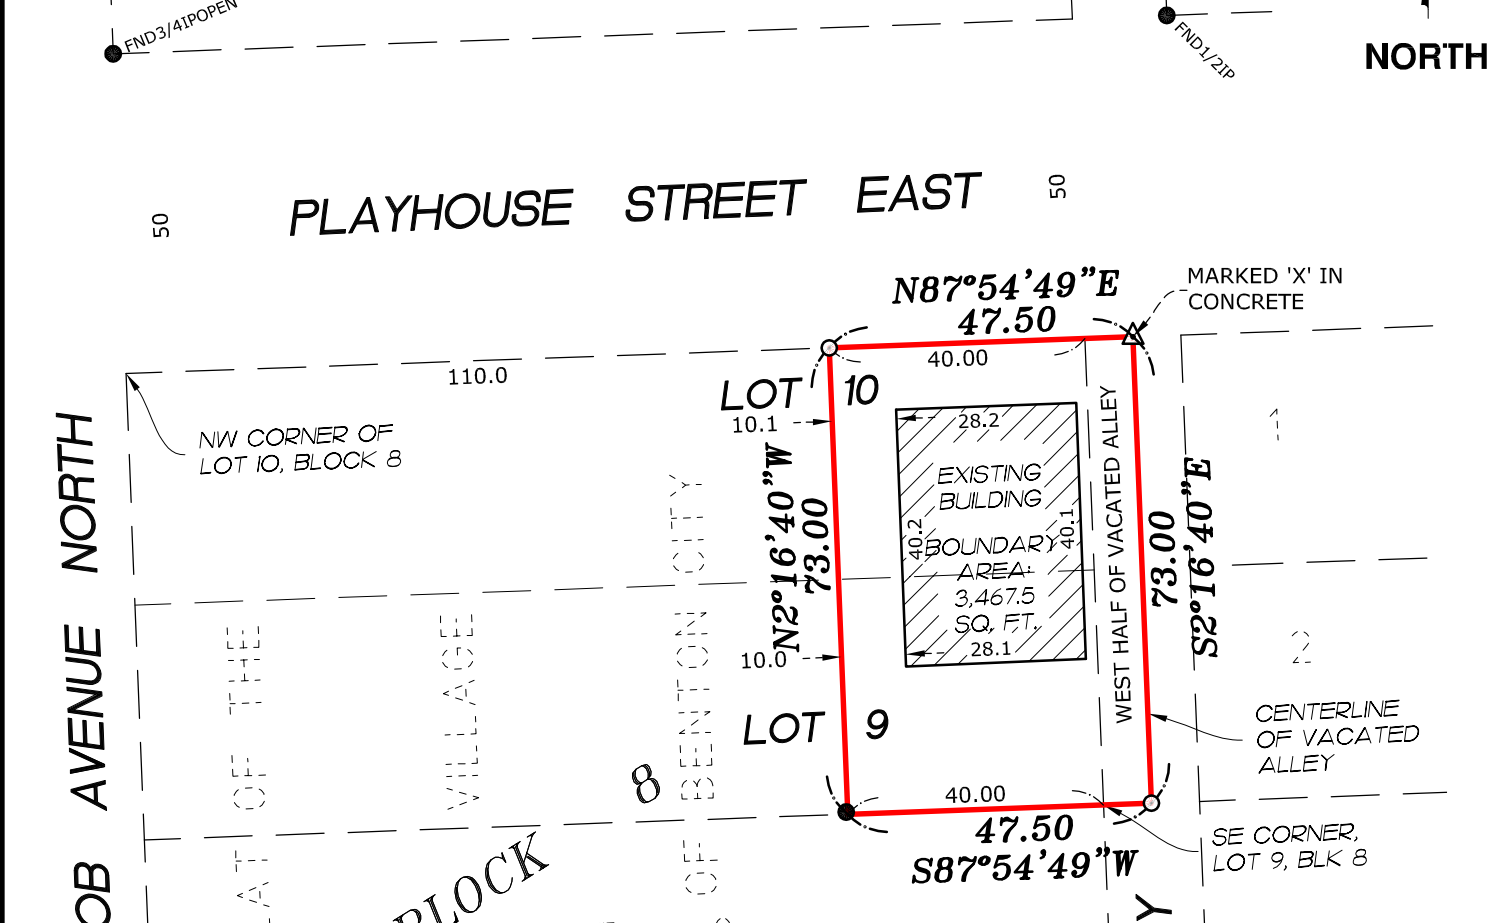 FND3/4IPOPEN
FND1/2IP
NORTH
50
PLAYHOUSE STREET EAST
50
N87°54'49"E
47.50
MARKED 'X' IN
CONCRETE
40.00
110.0
LOT 10
10.1
NW CORNER OF
LOT 10, BLOCK 8
28.2
EXISTING
BUILDING
BOUNDARY
AREA:
3,467.5
SQ. FT.
40.2
40.1
28.1
WEST HALF OF VACATED ALLEY
N2°16'40"W
73.00
73.00
S2°16'40"E
1
2
10.0
LOT 9
CENTERLINE
OF VACATED
ALLEY
40.00
47.50
S87°54'49"W
SE CORNER,
LOT 9, BLK 8
AVENUE NORTH
OF THE
VILLAGE
BENTON CITY
8
BLOCK
OF
Y